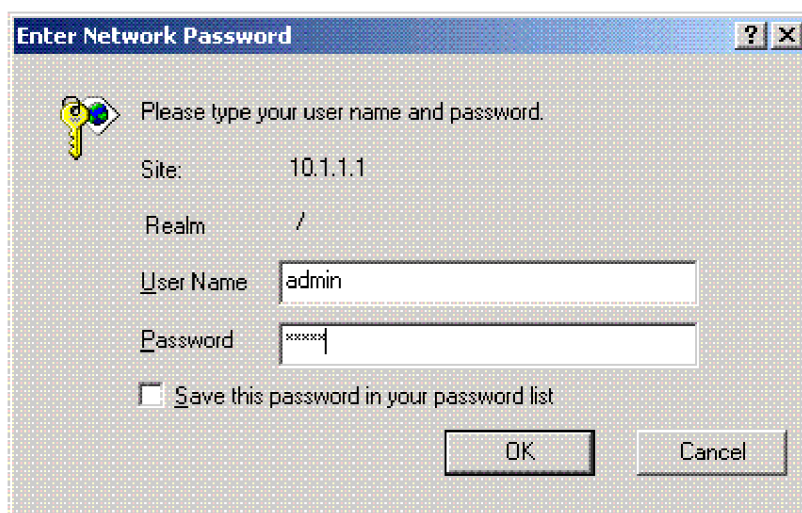 Enter Network Password
Please type your user name and password.
Site: 10.1.1.1
Realm /
User Name admin
Password xxxxx
Save this password in your password list
OK Cancel